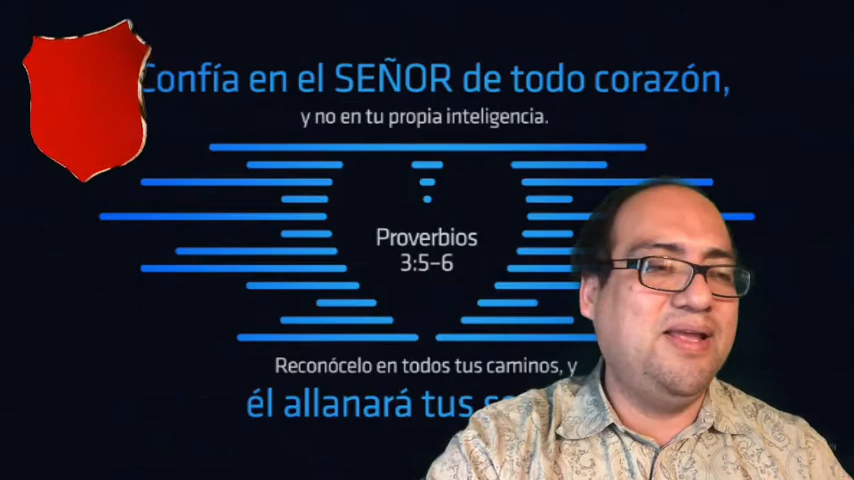 Confía en el SEÑOR de todo corazón,
y no en tu propia inteligencia.
Proverbios
3:5-6
Reconócelo en todos tus caminos, y
él allanará tus